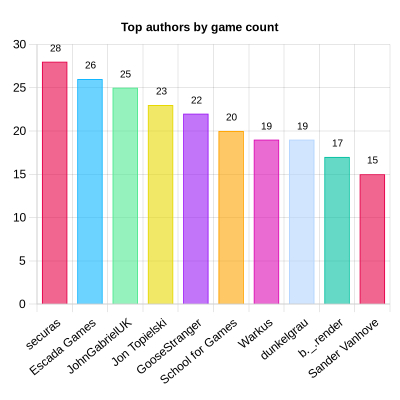 Top authors by game count
30
25
20
15
10
5
0
28
26
25
23
22
20
19
19
17
15
securas
Escada Games
JohnGabrielUK
Jon Topielski
GooseStranger
School for Games
Warkus
dunkelgrau
b._.render
Sander Vanhove